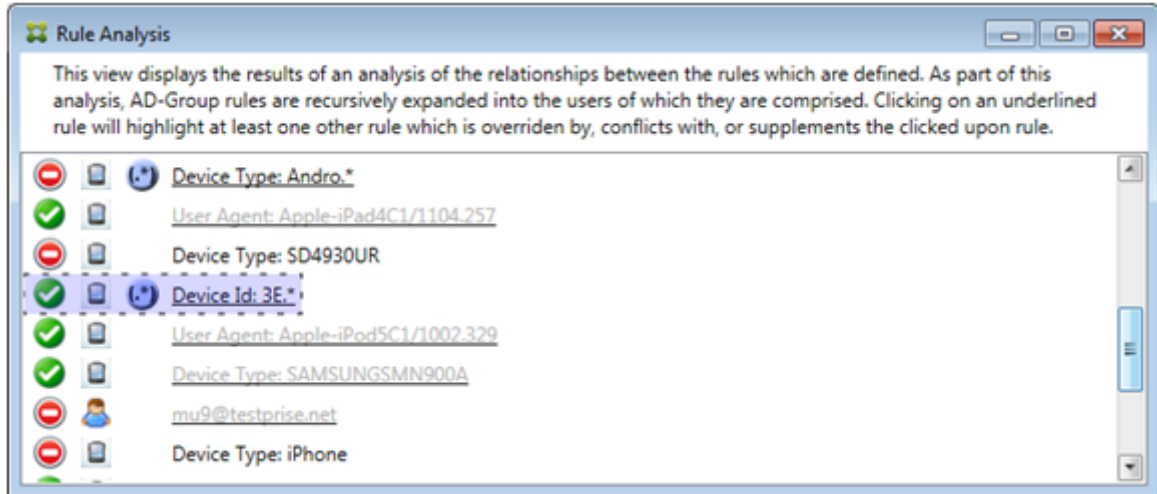 Rule Analysis
This view displays the results of an analysis of the relationships between the rules which are defined. As part of this
analysis, AD-Group rules are recursively expanded into the users of which they are comprised. Clicking on an underlined
rule will highlight at least one other rule which is overriden by, conflicts with, or supplements the clicked upon rule.
(.*) Device Type: Andro.*
User Agent: Apple-iPad4C1/1104.257
Device Type: SD4930UR
(.*) Device Id: 3E.*
User Agent: Apple-iPod5C1/1002.329
Device Type: SAMSUNGSMN900A
mu9@testprise.net
Device Type: iPhone